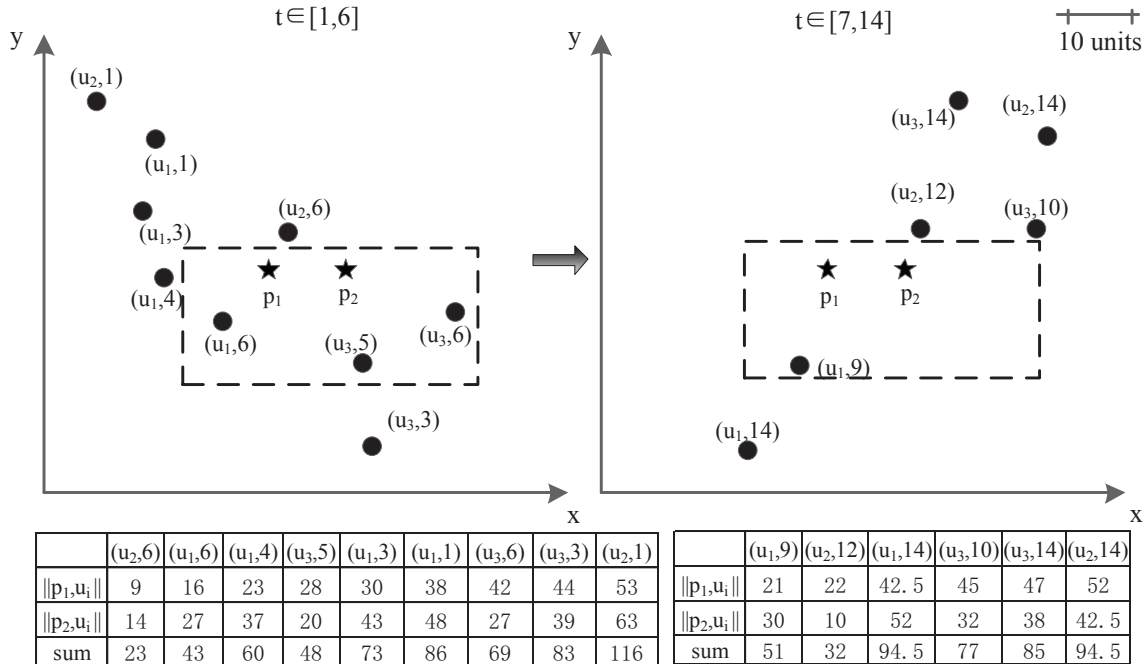 t∈[1,6]
t∈[7,14]
10 units
y
y
(u₂,1)
(u₁,1)
(u₁,3)
(u₂,6)
(u₁,4)
p₁
p₂
(u₁,6)
(u₃,5)
(u₃,6)
(u₃,3)
x
(u₃,14)
(u₂,14)
(u₂,12)
(u₃,10)
p₁
p₂
(u₁,9)
(u₁,14)
x
(u₂,6) (u₁,6) (u₁,4) (u₃,5) (u₁,3) (u₁,1) (u₃,6) (u₃,3) (u₂,1)
||p₁,uᵢ|| 9 16 23 28 30 38 42 44 53
||p₂,uᵢ|| 14 27 37 20 43 48 27 39 63
sum 23 43 60 48 73 86 69 83 116
(u₁,9) (u₂,12) (u₁,14) (u₃,10) (u₃,14) (u₂,14)
||p₁,uᵢ|| 21 22 42.5 45 47 52
||p₂,uᵢ|| 30 10 52 32 38 42.5
sum 51 32 94.5 77 85 94.5